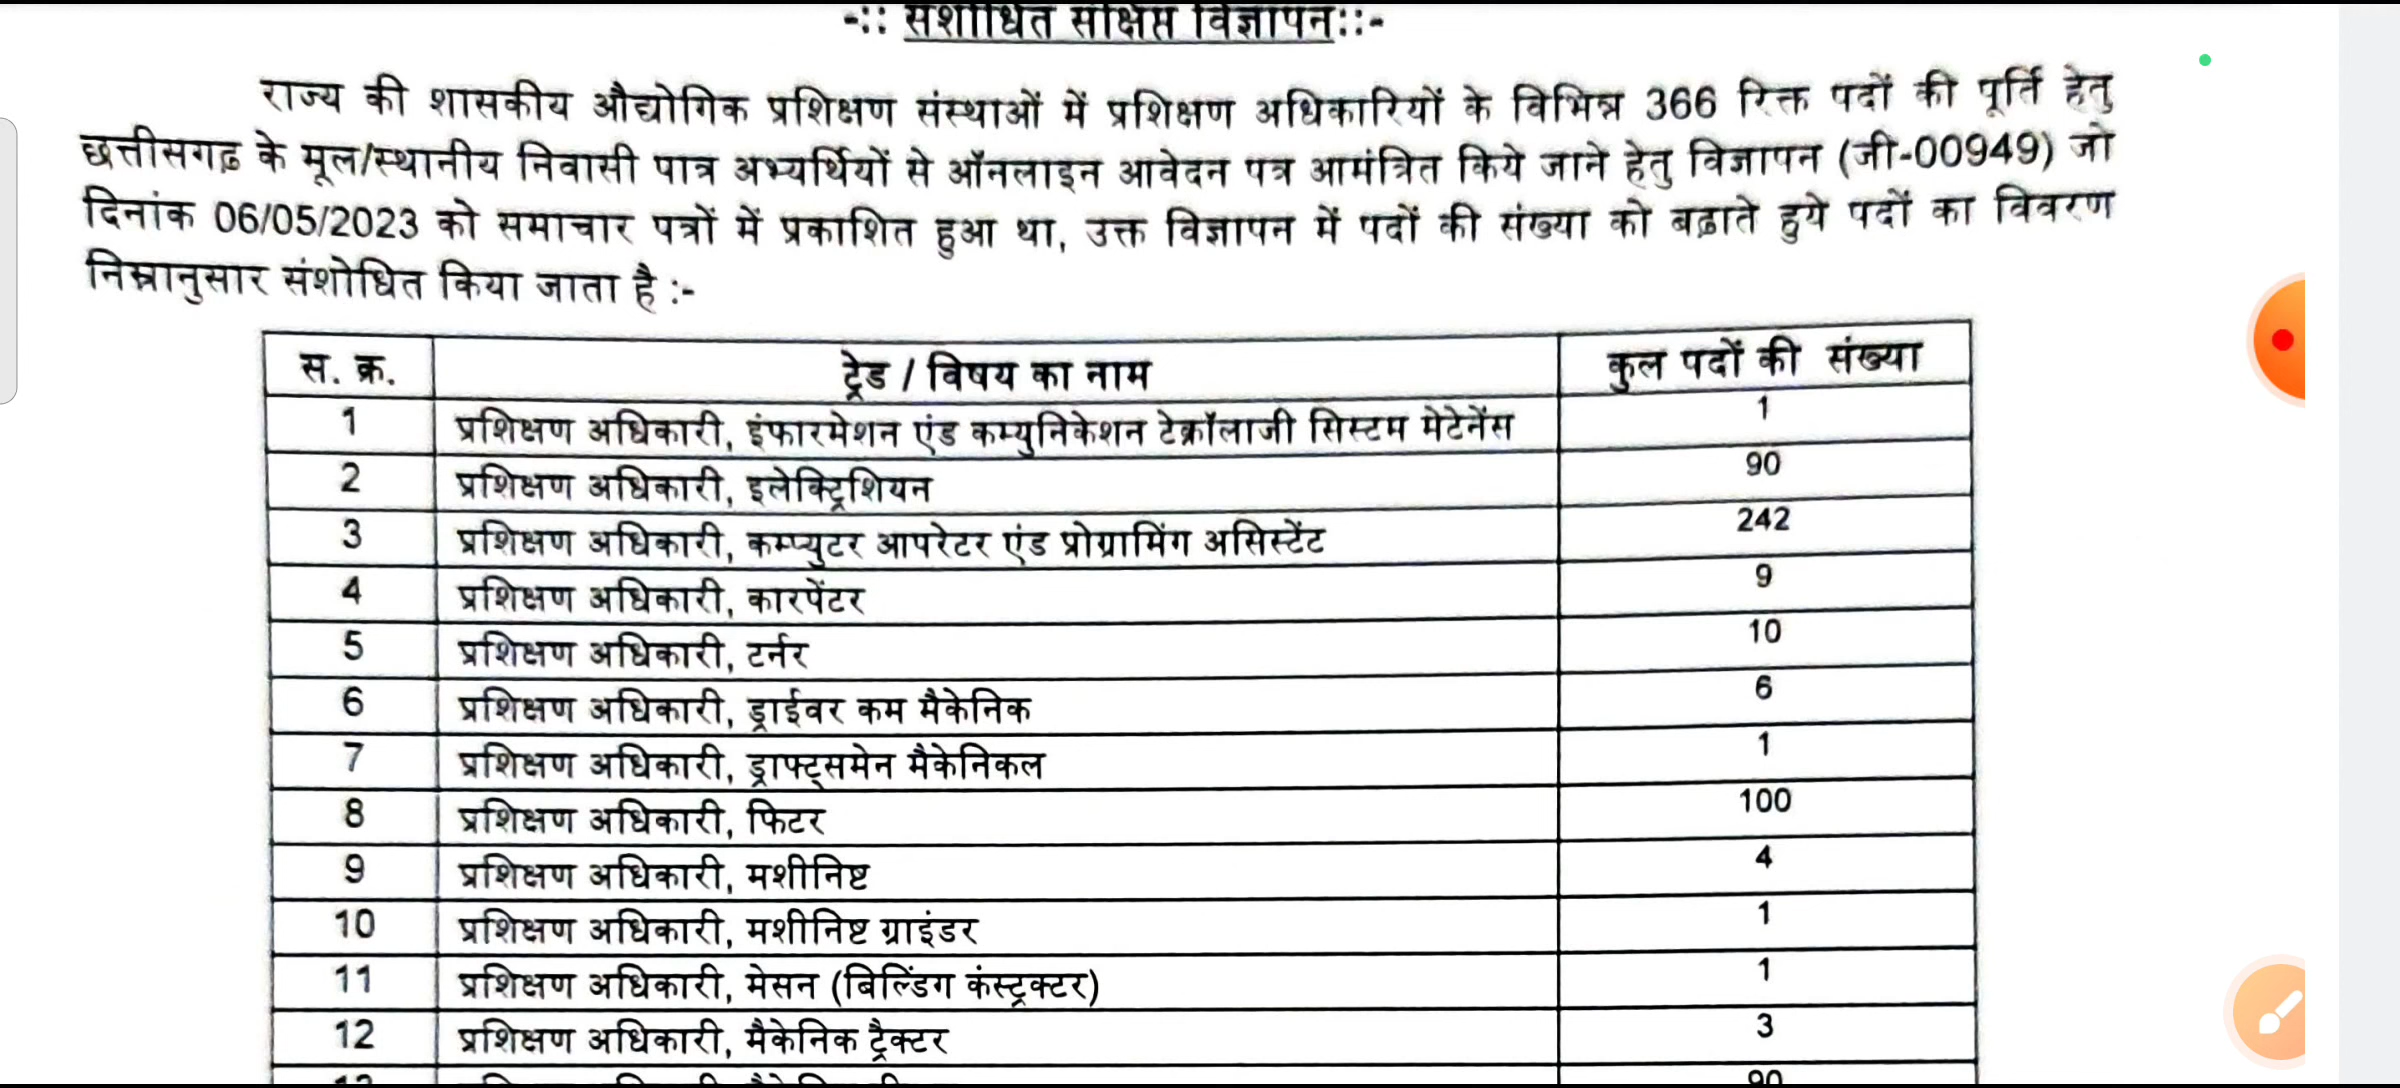 -:: संशोधित संक्षिप्त विज्ञापन::-
राज्य की शासकीय औद्योगिक प्रशिक्षण संस्थाओं में प्रशिक्षण अधिकारियों के विभिन्न 366 रिक्त पदों की पूर्ति हेतु
छत्तीसगढ़ के मूल/स्थानीय निवासी पात्र अभ्यर्थियों से ऑनलाइन आवेदन पत्र आमंत्रित किये जाने हेतु विज्ञापन (जी-00949) जो
दिनांक 06/05/2023 को समाचार पत्रों में प्रकाशित हुआ था, उक्त विज्ञापन में पदों की संख्या को बढ़ाते हुये पदों का विवरण
निम्नानुसार संशोधित किया जाता है :-
स. क्र. ट्रेड / विषय का नाम कुल पदों की संख्या
1 प्रशिक्षण अधिकारी, इंफारमेशन एंड कम्युनिकेशन टेक्नॉलाजी सिस्टम मेटेनेंस 1
2 प्रशिक्षण अधिकारी, इलेक्ट्रिशियन 90
3 प्रशिक्षण अधिकारी, कम्प्युटर आपरेटर एंड प्रोग्रामिंग असिस्टेंट 242
4 प्रशिक्षण अधिकारी, कारपेंटर 9
5 प्रशिक्षण अधिकारी, टर्नर 10
6 प्रशिक्षण अधिकारी, ड्राईवर कम मैकेनिक 6
7 प्रशिक्षण अधिकारी, ड्राफ्ट्समेन मैकेनिकल 1
8 प्रशिक्षण अधिकारी, फिटर 100
9 प्रशिक्षण अधिकारी, मशीनिष्ट 4
10 प्रशिक्षण अधिकारी, मशीनिष्ट ग्राइंडर 1
11 प्रशिक्षण अधिकारी, मेसन (बिल्डिंग कंस्ट्रक्टर) 1
12 प्रशिक्षण अधिकारी, मैकेनिक ट्रैक्टर 3